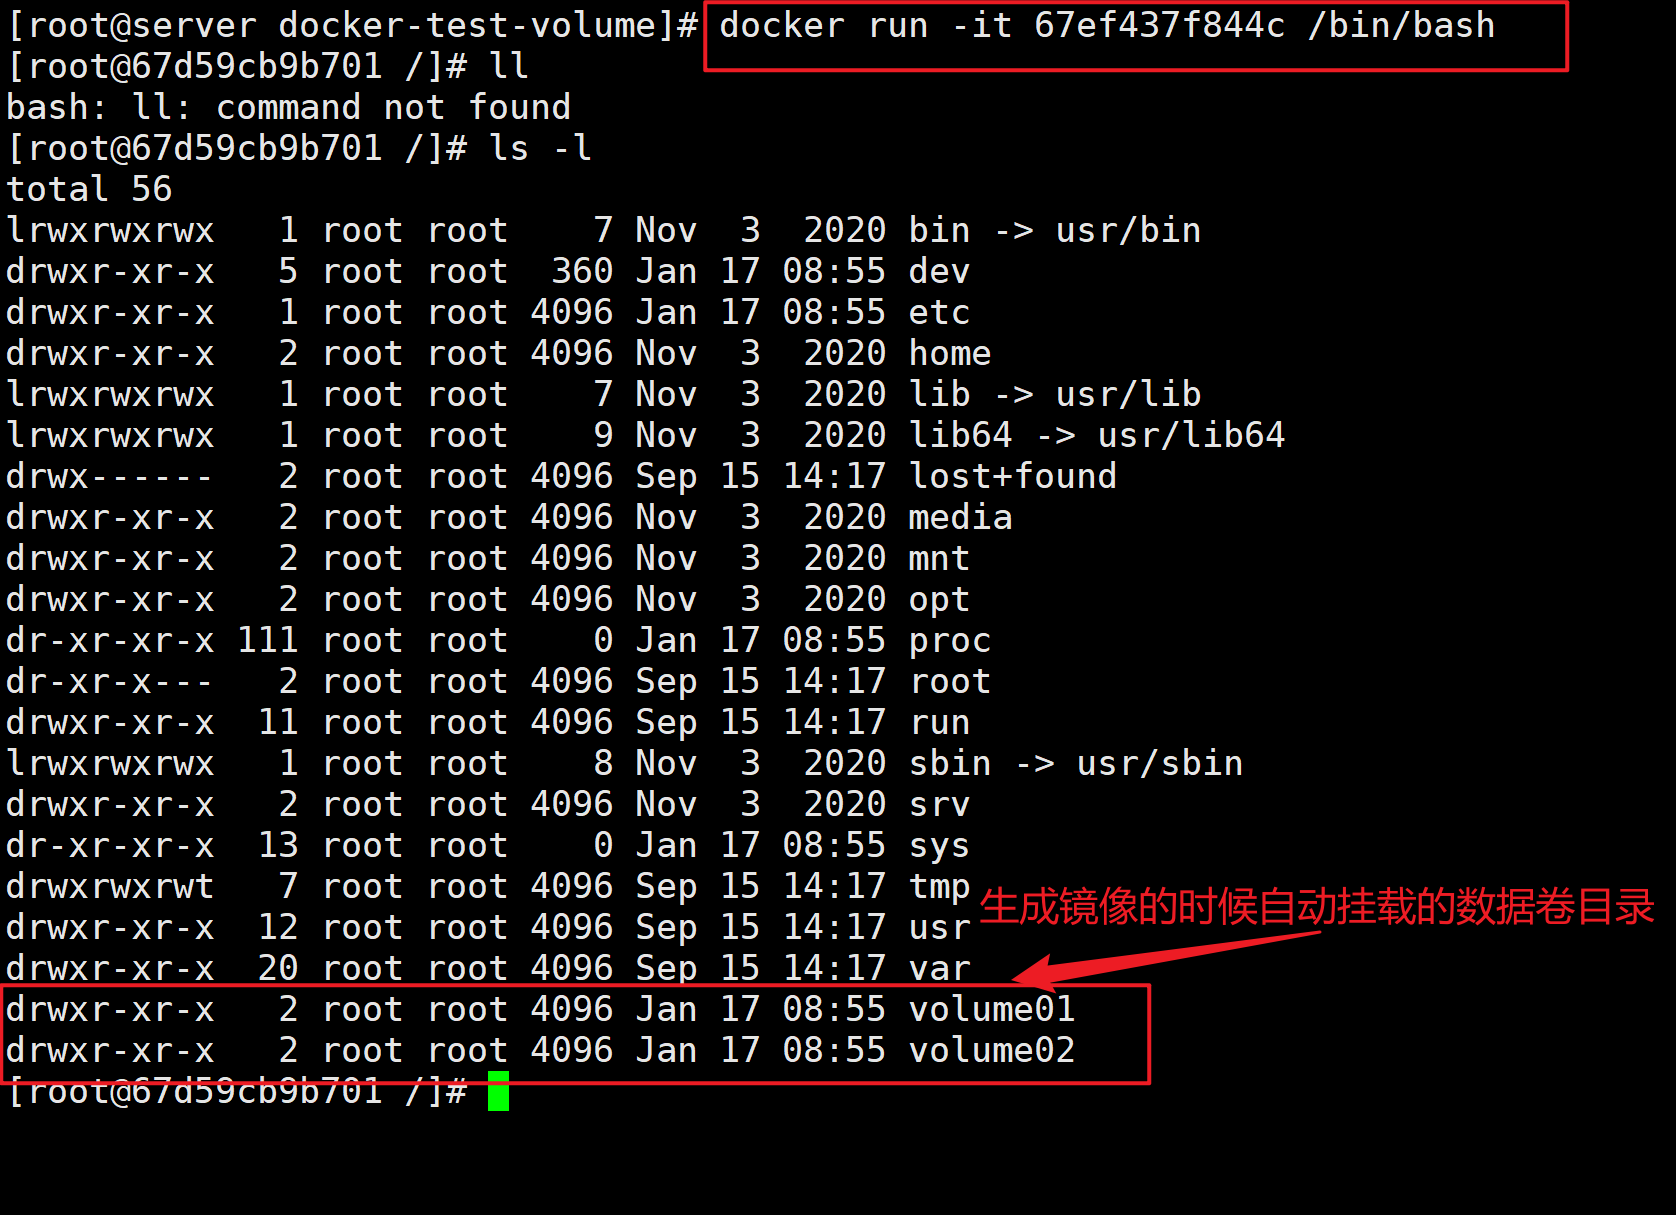 [root@server docker-test-volume]# docker run -it 67ef437f844c /bin/bash
[root@67d59cb9b701 /]# ll
bash: ll: command not found
[root@67d59cb9b701 /]# ls -l
total 56
lrwxrwxrwx   1 root root    7 Nov  3  2020 bin -> usr/bin
drwxr-xr-x   5 root root  360 Jan 17 08:55 dev
drwxr-xr-x   1 root root 4096 Jan 17 08:55 etc
drwxr-xr-x   2 root root 4096 Nov  3  2020 home
lrwxrwxrwx   1 root root    7 Nov  3  2020 lib -> usr/lib
lrwxrwxrwx   1 root root    9 Nov  3  2020 lib64 -> usr/lib64
drwx------   2 root root 4096 Sep 15 14:17 lost+found
drwxr-xr-x   2 root root 4096 Nov  3  2020 media
drwxr-xr-x   2 root root 4096 Nov  3  2020 mnt
drwxr-xr-x   2 root root 4096 Nov  3  2020 opt
dr-xr-xr-x 111 root root    0 Jan 17 08:55 proc
dr-xr-x---   2 root root 4096 Sep 15 14:17 root
drwxr-xr-x  11 root root 4096 Sep 15 14:17 run
lrwxrwxrwx   1 root root    8 Nov  3  2020 sbin -> usr/sbin
drwxr-xr-x   2 root root 4096 Nov  3  2020 srv
dr-xr-xr-x  13 root root    0 Jan 17 08:55 sys
drwxrwxrwt   7 root root 4096 Sep 15 14:17 tmp
生成镜像的时候自动挂载的数据卷目录
drwxr-xr-x  12 root root 4096 Sep 15 14:17 usr
drwxr-xr-x  20 root root 4096 Sep 15 14:17 var
drwxr-xr-x   2 root root 4096 Jan 17 08:55 volume01
drwxr-xr-x   2 root root 4096 Jan 17 08:55 volume02
[root@67d59cb9b701 /]#